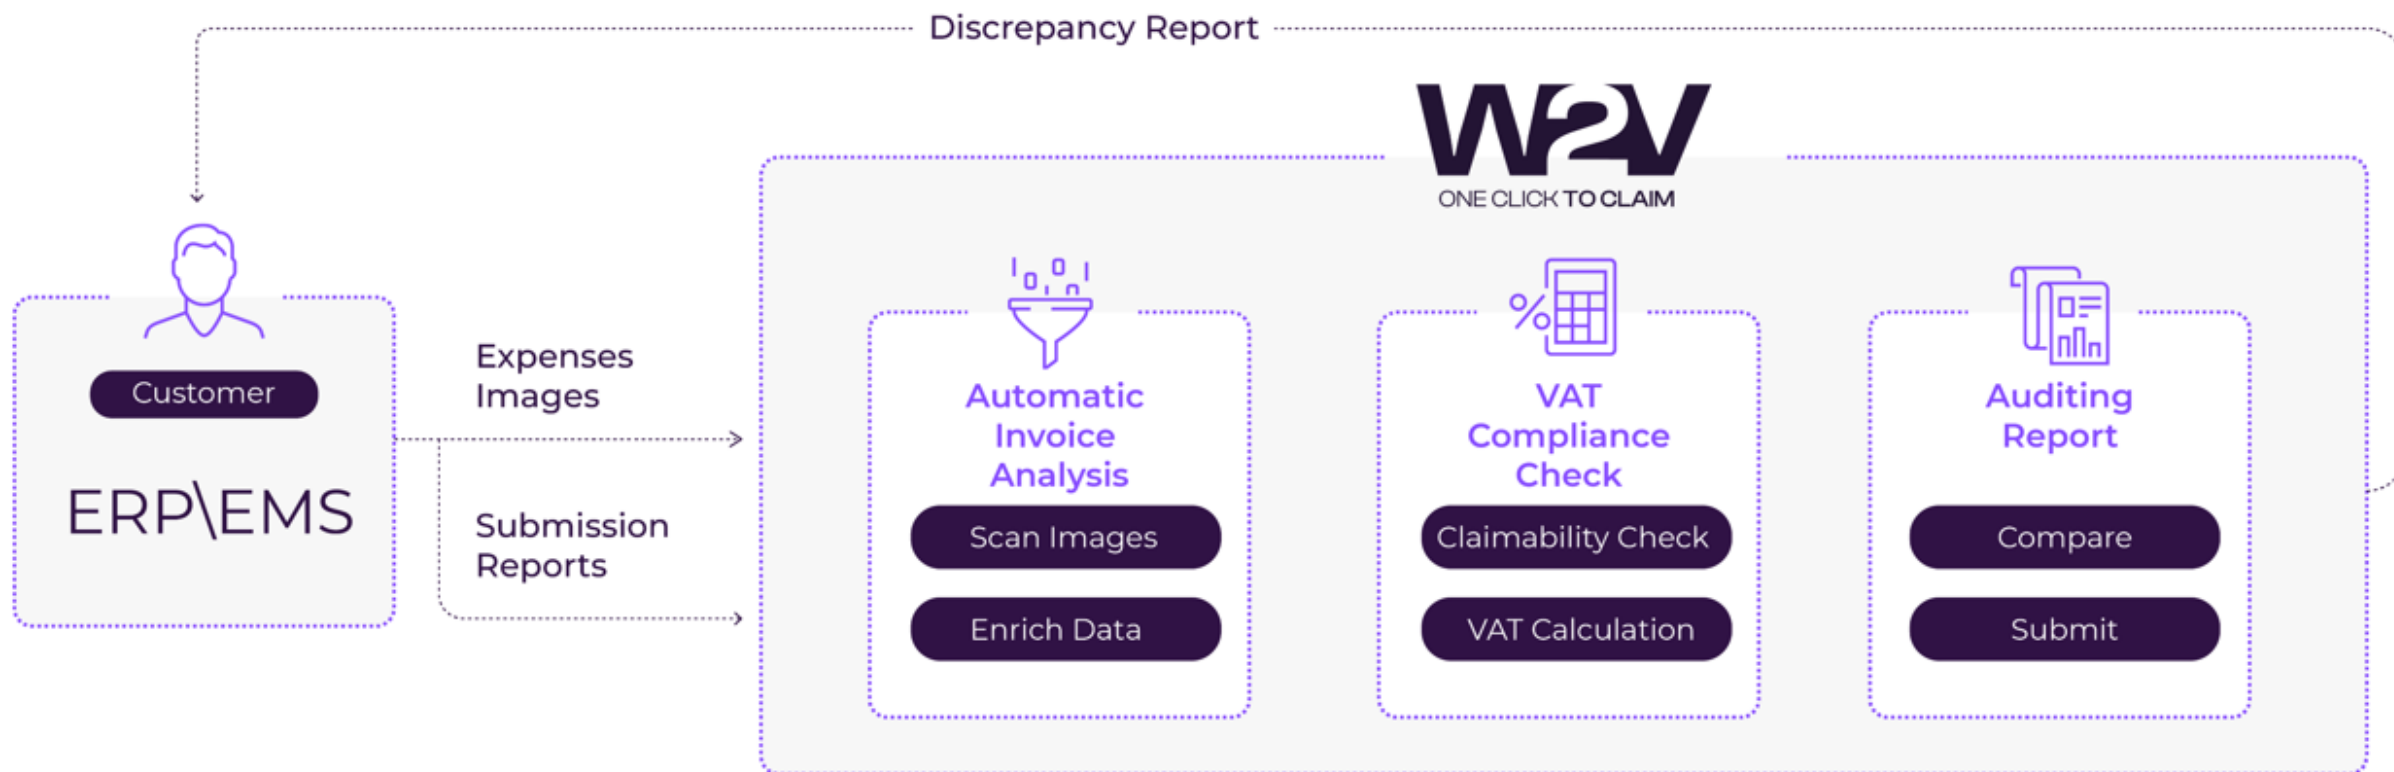 Discrepancy Report
W2V
ONE CLICK TO CLAIM
Customer
ERP\EMS
Expenses
Images
Submission
Reports
Automatic
Invoice
Analysis
Scan Images
Enrich Data
%
VAT
Compliance
Check
Claimability Check
VAT Calculation
Auditing
Report
Compare
Submit